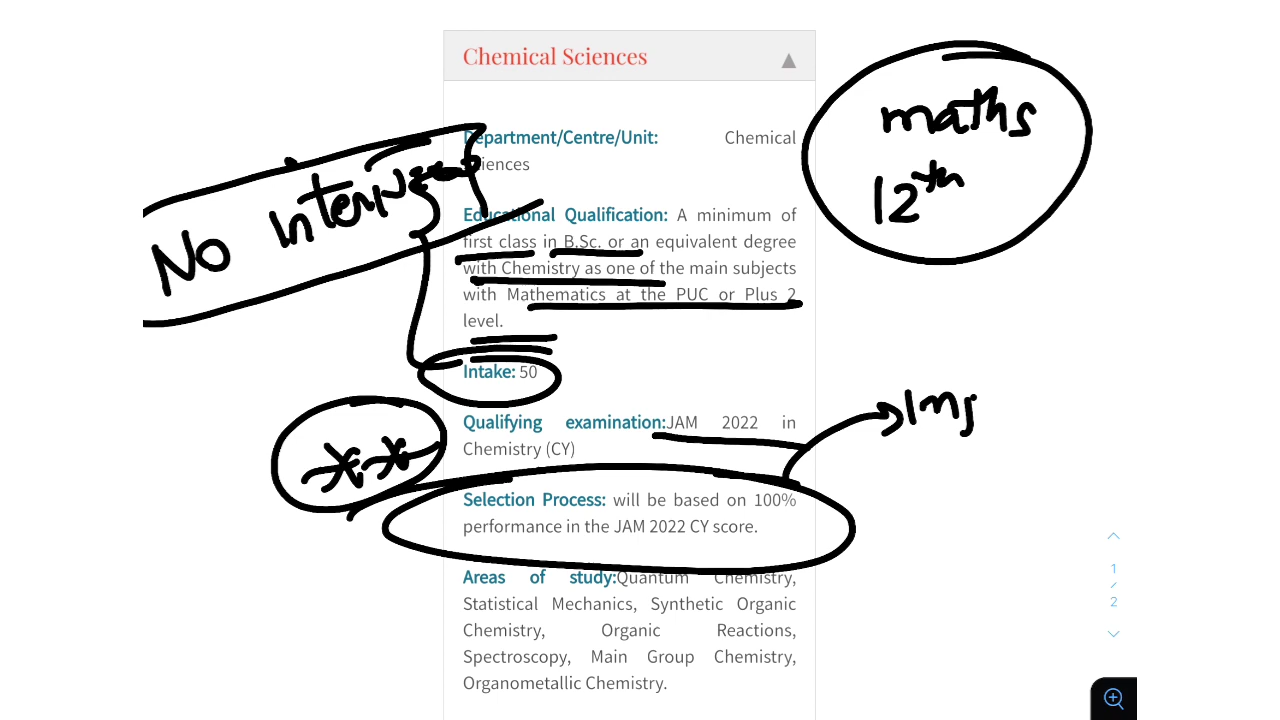 Chemical Sciences
maths
12th
No interview
Department/Centre/Unit: Chemical
Sciences
Educational Qualification: A minimum of
first class in B.Sc. or an equivalent degree
with Chemistry as one of the main subjects
with Mathematics at the PUC or Plus 2
level.
Intake: 50
Qualifying examination:JAM 2022 in
Chemistry (CY)
Selection Process: will be based on 100%
performance in the JAM 2022 CY score.
Areas of study:Quantum Chemistry,
Statistical Mechanics, Synthetic Organic
Chemistry, Organic Reactions,
Spectroscopy, Main Group Chemistry,
Organometallic Chemistry.
1
/
2